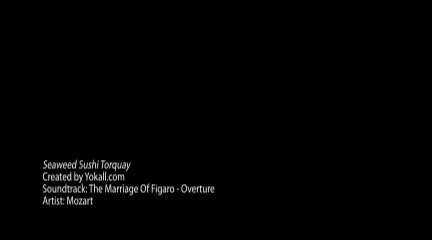 Seaweed Sushi Torquay
Created by Yokall.com
Soundtrack: The Marriage Of Figaro - Overture
Artist: Mozart